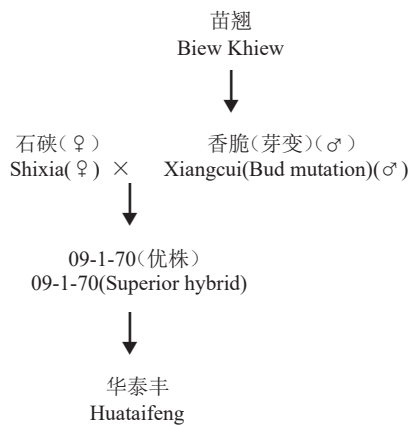 苗翘
Biew Khiew
石硖(♀) 香脆(芽变)(♂)
Shixia(♀) × Xiangcui(Bud mutation)(♂)
09-1-70(优株)
09-1-70(Superior hybrid)
华泰丰
Huataifeng